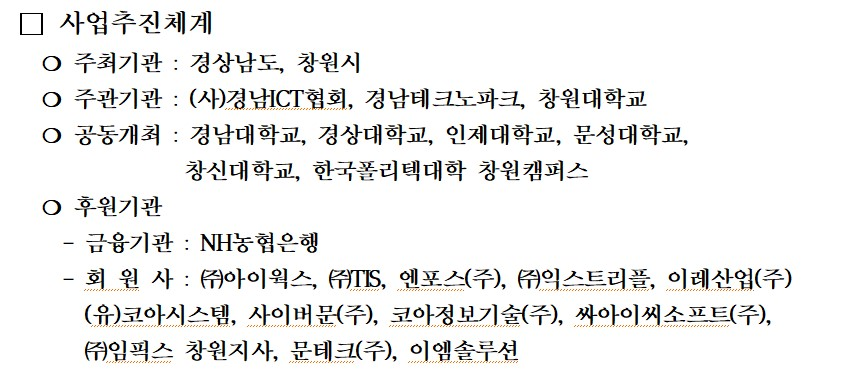 □ 사업추진체계
○ 주최기관 : 경상남도, 창원시
○ 주관기관 : (사)경남ICT협회, 경남테크노파크, 창원대학교
○ 공동개최 : 경남대학교, 경상대학교, 인제대학교, 문성대학교,
창신대학교, 한국폴리텍대학 창원캠퍼스
○ 후원기관
- 금융기관 : NH농협은행
- 회 원 사 : ㈜아이웍스, ㈜TIS, 엔포스(주), ㈜익스트리플, 이레산업(주)
(유)코아시스템, 사이버문(주), 코아정보기술(주), 싸아이씨소프트(주),
㈜임픽스 창원지사, 문테크(주), 이엠솔루션